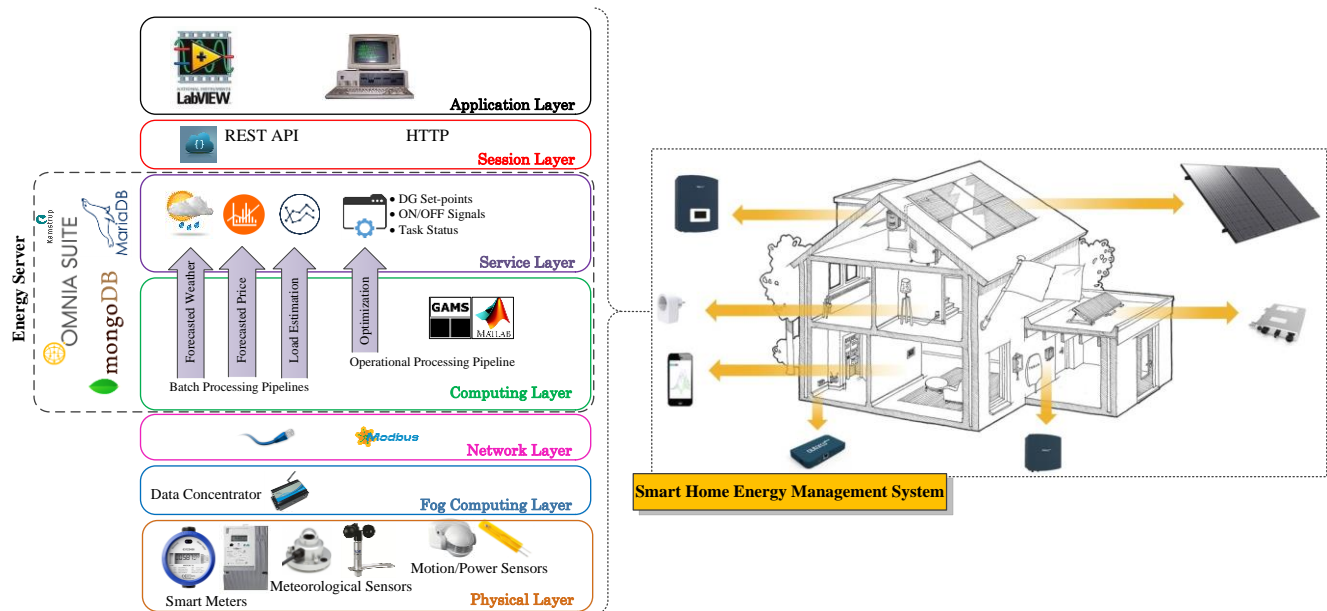 NATIONAL INSTRUMENTS
LabVIEW
Application Layer
REST API
HTTP
Session Layer
Energy Server
Kamstrup
OMNIA SUITE
MariaDB
mongoDB
• DG Set-points
• ON/OFF Signals
• Task Status
Service Layer
Forecasted Weather
Forecasted Price
Load Estimation
Optimization
GAMS
MATLAB
Operational Processing Pipeline
Batch Processing Pipelines
Computing Layer
Modbus
Network Layer
Data Concentrator
Fog Computing Layer
Motion/Power Sensors
Meteorological Sensors
Smart Meters
Physical Layer
Smart Home Energy Management System